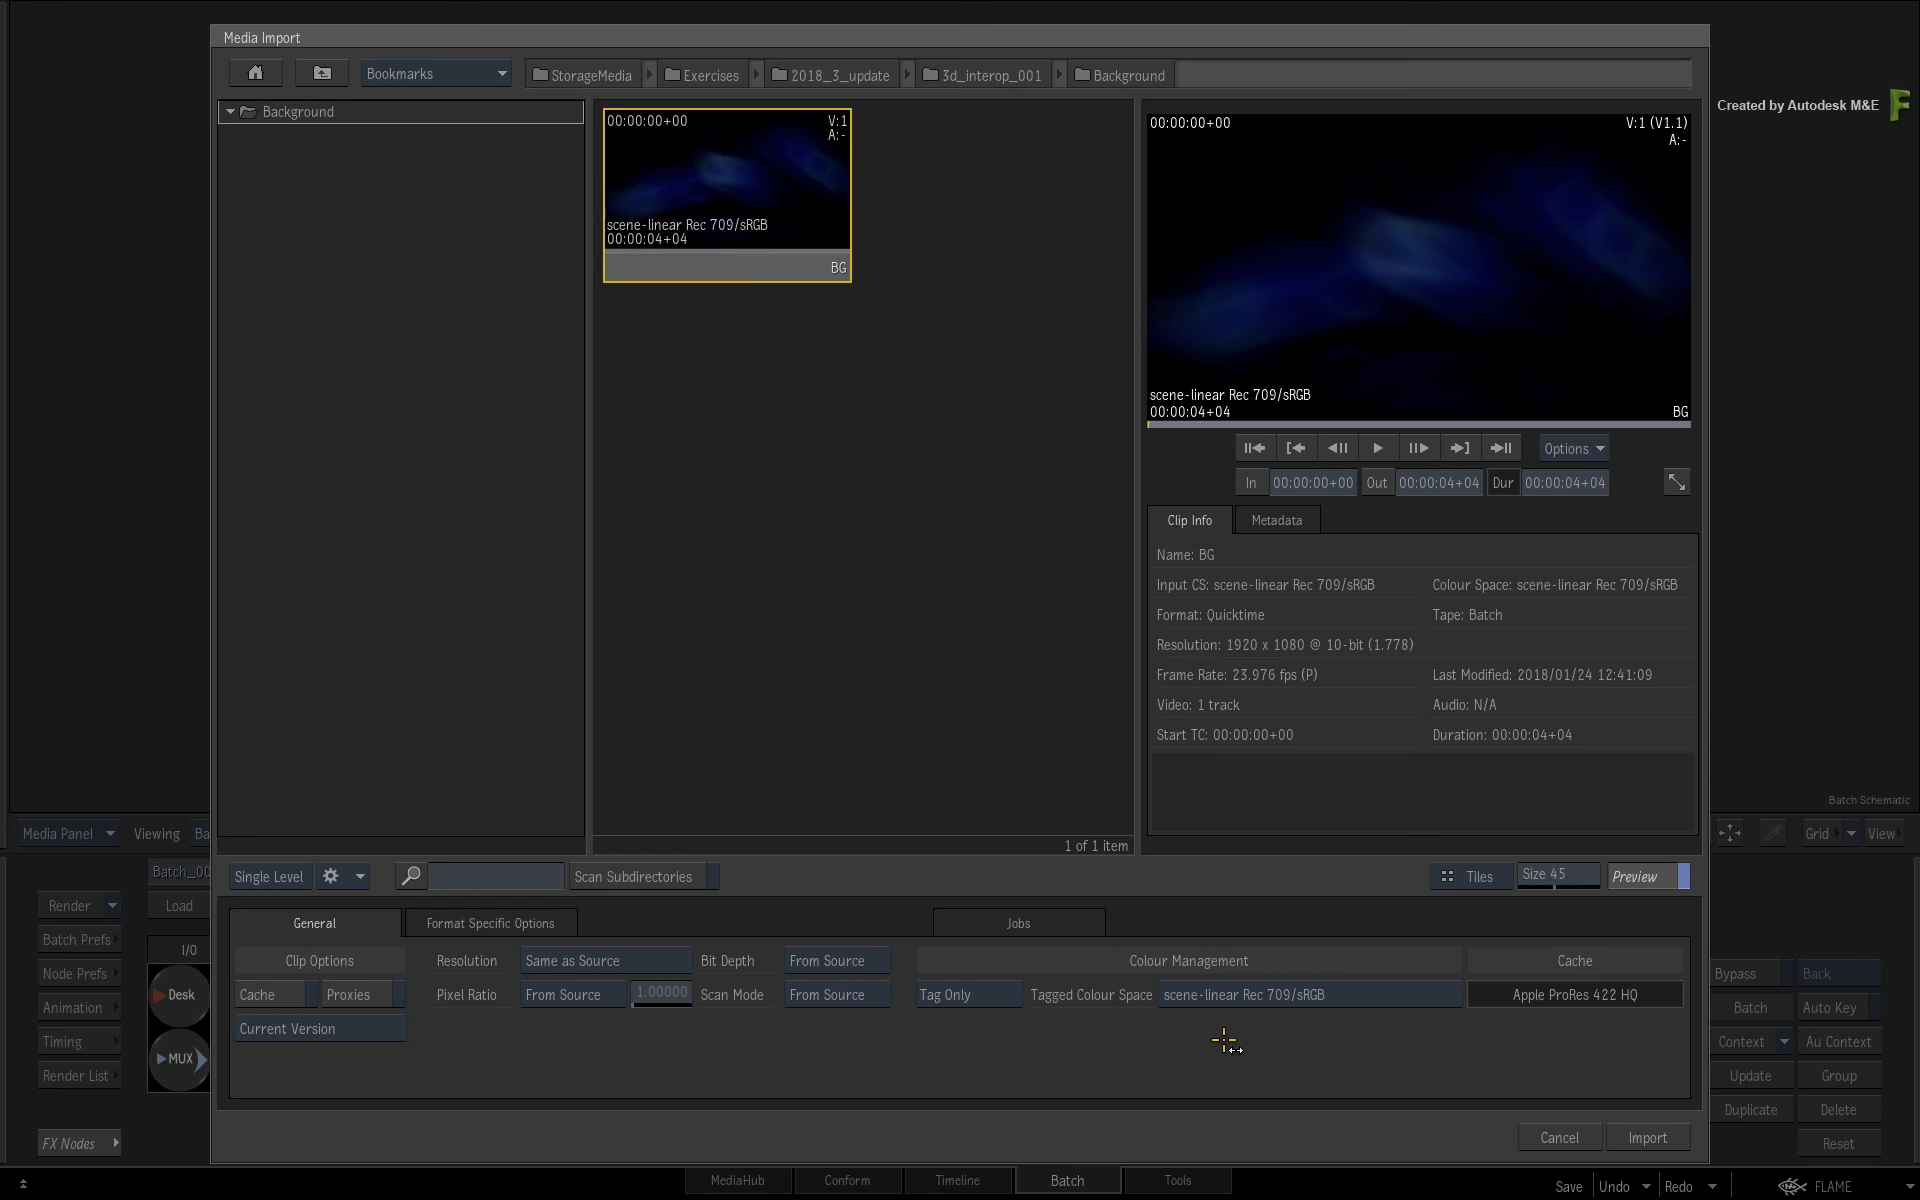 Media Import
Bookmarks
StorageMedia
Exercises
2018_3_update
3d_interop_001
Background
Created by Autodesk M&E
Background
00:00:00+00
V:1
A:-
scene-linear Rec 709/sRGB
00:00:04+04
BG
1 of 1 item
00:00:00+00
V:1 (V1.1)
A:-
scene-linear Rec 709/sRGB
00:00:04+04
BG
Options
In 00:00:00+00 Out 00:00:04+04 Dur 00:00:04+04
Clip Info
Metadata
Name: BG
Input CS: scene-linear Rec 709/sRGB
Colour Space: scene-linear Rec 709/sRGB
Format: Quicktime
Tape: Batch
Resolution: 1920 x 1080 @ 10-bit (1.778)
Frame Rate: 23.976 fps (P)
Last Modified: 2018/01/24 12:41:09
Video: 1 track
Audio: N/A
Start TC: 00:00:00+00
Duration: 00:00:04+04
Batch Schematic
Media Panel
Viewing
Ba
Grid
View
Single Level
Scan Subdirectories
Tiles
Size 45
Preview
General
Format Specific Options
Jobs
Clip Options
Resolution
Same as Source
Bit Depth
From Source
Colour Management
Cache
Cache
Proxies
Pixel Ratio
From Source
1.00000
Scan Mode
From Source
Tag Only
Tagged Colour Space
scene-linear Rec 709/sRGB
Apple ProRes 422 HQ
Current Version
Cancel
Import
Batch_00
Render
Load
Batch Prefs
I/O
Node Prefs
Desk
Animation
Timing
MUX
Render List
FX Nodes
Bypass
Back
Batch
Auto Key
Context
Au Context
Update
Group
Duplicate
Delete
Reset
MediaHub
Conform
Timeline
Batch
Tools
Save
Undo
Redo
FLAME